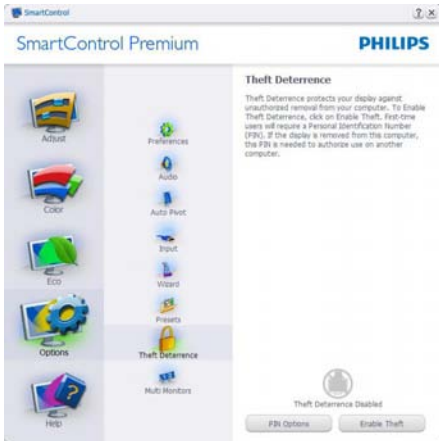 SmartControl
SmartControl Premium
PHILIPS
Adjust
Color
Eco
Options
Help
Preferences
Audio
Auto Pivot
Input
Wizard
Presets
Theft Deterrence
Multi Monitors
Theft Deterrence
Theft Deterrence protects your display against
unauthorized removal from your computer. To Enable
Theft Deterrence, click on Enable Theft. First-time
users will require a Personal Identification Number
(PIN). If the display is removed from this computer,
this PIN is needed to authorize use on another
computer.
Theft Deterrence Disabled
PIN Options
Enable Theft